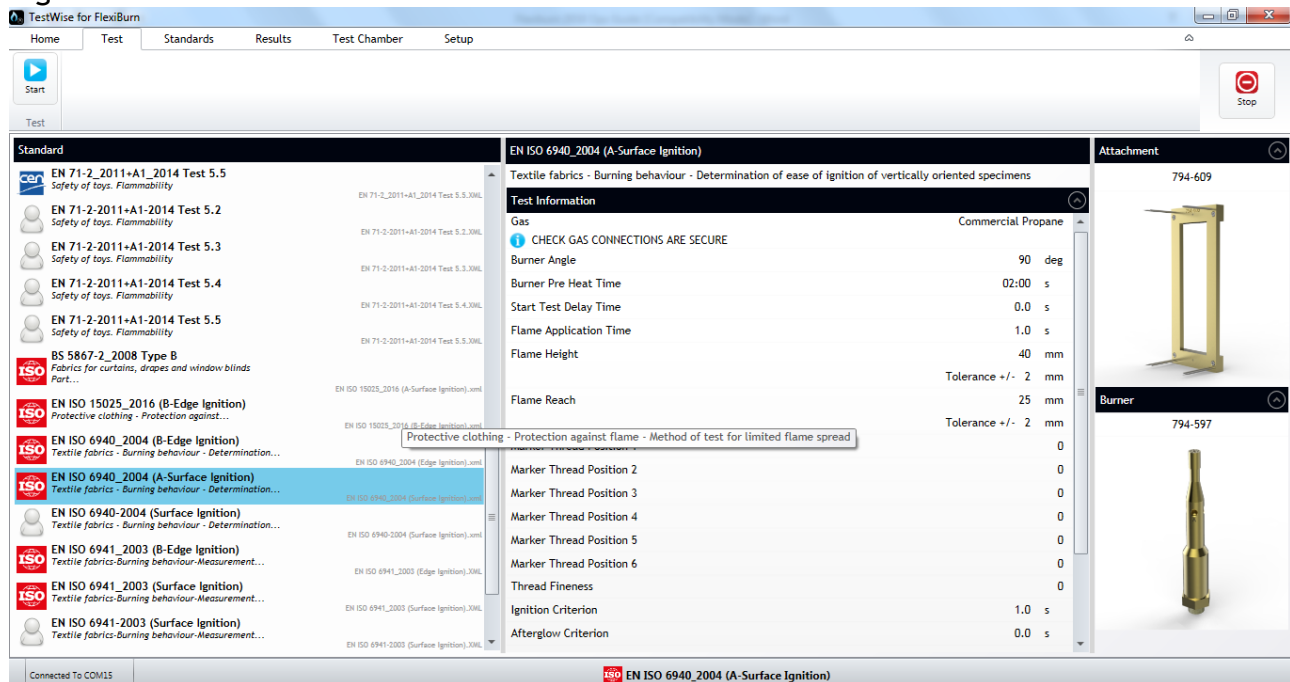 TestWise for FlexiBurn
Home Test Standards Results Test Chamber Setup
Start
Test
Stop
Standard
cen EN 71-2_2011+A1_2014 Test 5.5
Safety of toys. Flammability
EN 71-2_2011+A1_2014 Test 5.5.XML
EN 71-2-2011+A1-2014 Test 5.2
Safety of toys. Flammability
EN 71-2-2011+A1-2014 Test 5.2.XML
EN 71-2-2011+A1-2014 Test 5.3
Safety of toys. Flammability
EN 71-2-2011+A1-2014 Test 5.3.XML
EN 71-2-2011+A1-2014 Test 5.4
Safety of toys. Flammability
EN 71-2-2011+A1-2014 Test 5.4.XML
EN 71-2-2011+A1-2014 Test 5.5
Safety of toys. Flammability
EN 71-2-2011+A1-2014 Test 5.5.XML
ISO BS 5867-2_2008 Type B
Fabrics for curtains, drapes and window blinds
Part...
EN ISO 15025_2016 (A-Surface Ignition).xml
ISO EN ISO 15025_2016 (B-Edge Ignition)
Protective clothing - Protection against...
EN ISO 15025_2016 (B-Edge Ignition).xml
ISO EN ISO 6940_2004 (B-Edge Ignition)
Textile fabrics - Burning behaviour - Determination...
EN ISO 6940_2004 (Edge Ignition).xml
ISO EN ISO 6940_2004 (A-Surface Ignition)
Textile fabrics - Burning behaviour - Determination...
EN ISO 6940_2004 (Surface Ignition).xml
EN ISO 6940-2004 (Surface Ignition)
Textile fabrics - Burning behaviour - Determination...
EN ISO 6940-2004 (Surface Ignition).xml
ISO EN ISO 6941_2003 (B-Edge Ignition)
Textile fabrics-Burning behaviour-Measurement...
EN ISO 6941_2003 (Edge Ignition).XML
ISO EN ISO 6941_2003 (Surface Ignition)
Textile fabrics-Burning behaviour-Measurement...
EN ISO 6941_2003 (Surface Ignition).XML
EN ISO 6941-2003 (Surface Ignition)
Textile fabrics-Burning behaviour-Measurement...
EN ISO 6941-2003 (Surface Ignition).XML
Protective clothing - Protection against flame - Method of test for limited flame spread
EN ISO 6940_2004 (A-Surface Ignition)
Textile fabrics - Burning behaviour - Determination of ease of ignition of vertically oriented specimens
Test Information
Gas Commercial Propane
CHECK GAS CONNECTIONS ARE SECURE
Burner Angle 90 deg
Burner Pre Heat Time 02:00 s
Start Test Delay Time 0.0 s
Flame Application Time 1.0 s
Flame Height 40 mm
Tolerance +/- 2 mm
Flame Reach 25 mm
Tolerance +/- 2 mm
0
Marker Thread Position 2 0
Marker Thread Position 3 0
Marker Thread Position 4 0
Marker Thread Position 5 0
Marker Thread Position 6 0
Thread Fineness 0
Ignition Criterion 1.0 s
Afterglow Criterion 0.0 s
Attachment
794-609
Burner
794-597
Connected To COM15
ISO EN ISO 6940_2004 (A-Surface Ignition)